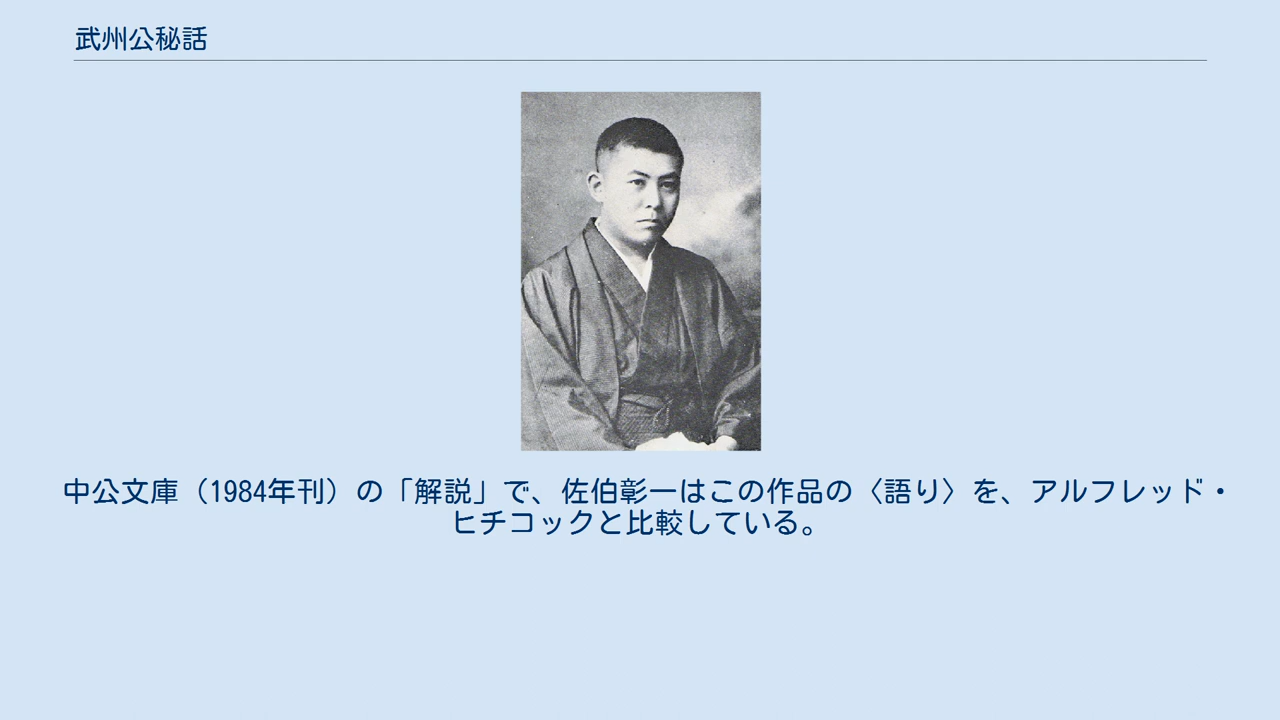 武州公秘話
中公文庫（1984年刊）の「解説」で、佐伯彰一はこの作品の〈語り〉を、アルフレッド・
ヒチコックと比較している。